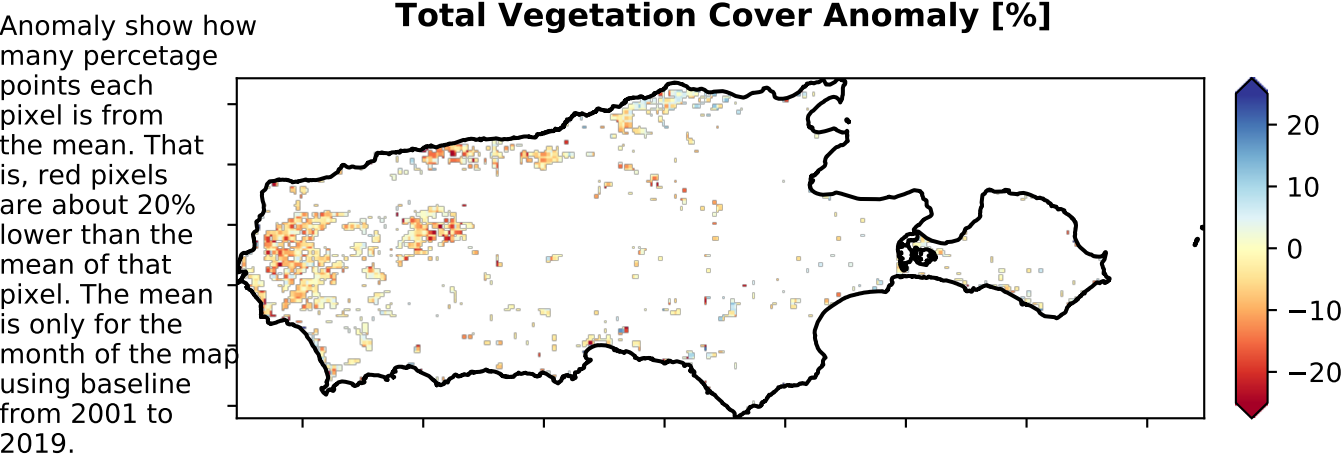 Total Vegetation Cover Anomaly [%]
Anomaly show how
many percetage
points each
pixel is from
the mean. That
is, red pixels
are about 20%
lower than the
mean of that
pixel. The mean
is only for the
month of the map
using baseline
from 2001 to
2019.
20
10
0
−10
−20